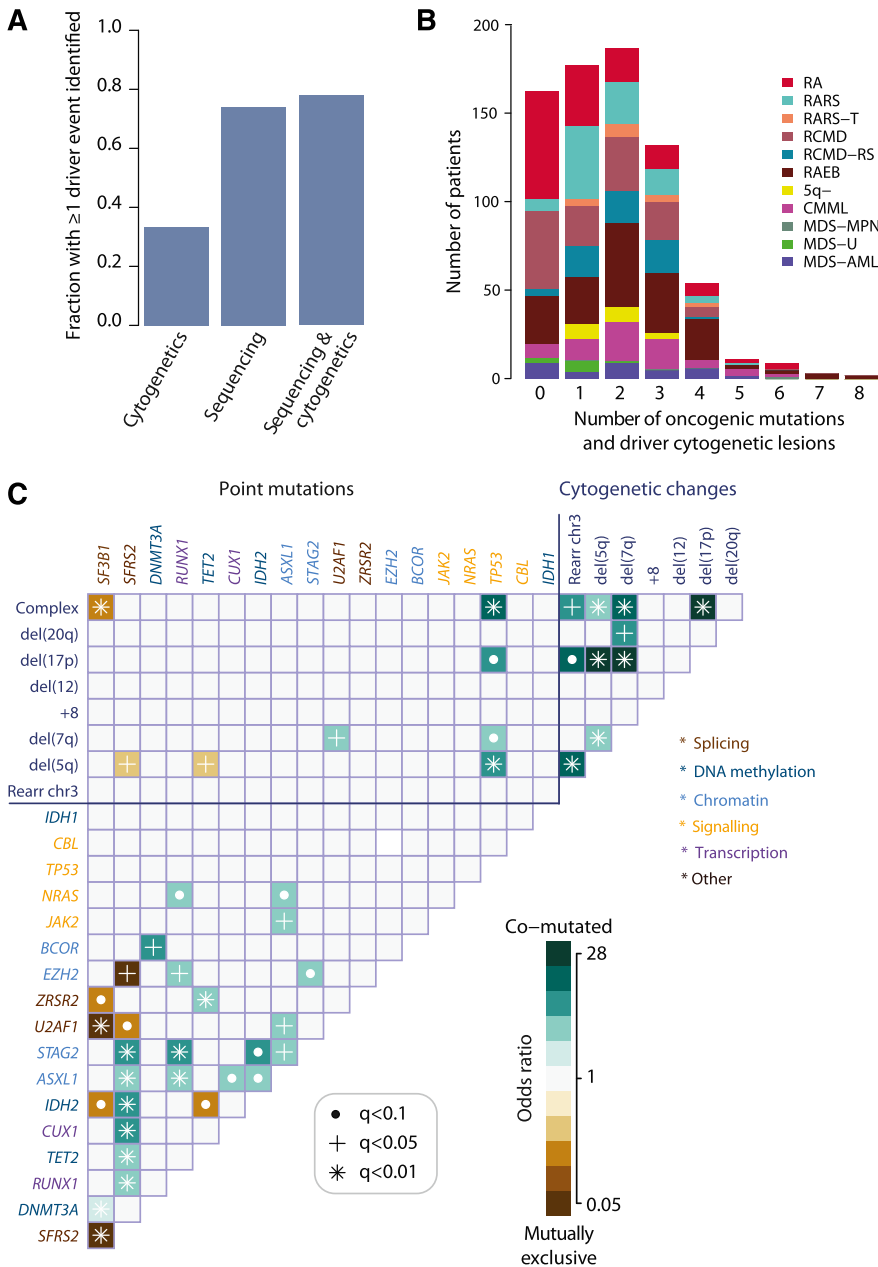 A
Fraction with ≥1 driver event identified
1.0
0.8
0.6
0.4
0.2
0.0
Cytogenetics
Sequencing
Sequencing &
cytogenetics
B
Number of patients
200
150
100
50
0
0 1 2 3 4 5 6 7 8
Number of oncogenic mutations
and driver cytogenetic lesions
RA
RARS
RARS−T
RCMD
RCMD−RS
RAEB
5q−
CMML
MDS−MPN
MDS−U
MDS−AML
C
Point mutations
Cytogenetic changes
SF3B1
SFRS2
DNMT3A
RUNX1
TET2
CUX1
IDH2
ASXL1
STAG2
U2AF1
ZRSR2
EZH2
BCOR
JAK2
NRAS
TP53
CBL
IDH1
Rearr chr3
del(5q)
del(7q)
+8
del(12)
del(17p)
del(20q)
Complex
del(20q)
del(17p)
del(12)
+8
del(7q)
del(5q)
Rearr chr3
IDH1
CBL
TP53
NRAS
JAK2
BCOR
EZH2
ZRSR2
U2AF1
STAG2
ASXL1
IDH2
CUX1
TET2
RUNX1
DNMT3A
SFRS2
* Splicing
* DNA methylation
* Chromatin
* Signalling
* Transcription
* Other
q<0.1
q<0.05
q<0.01
Co−mutated
28
Odds ratio
1
0.05
Mutually
exclusive